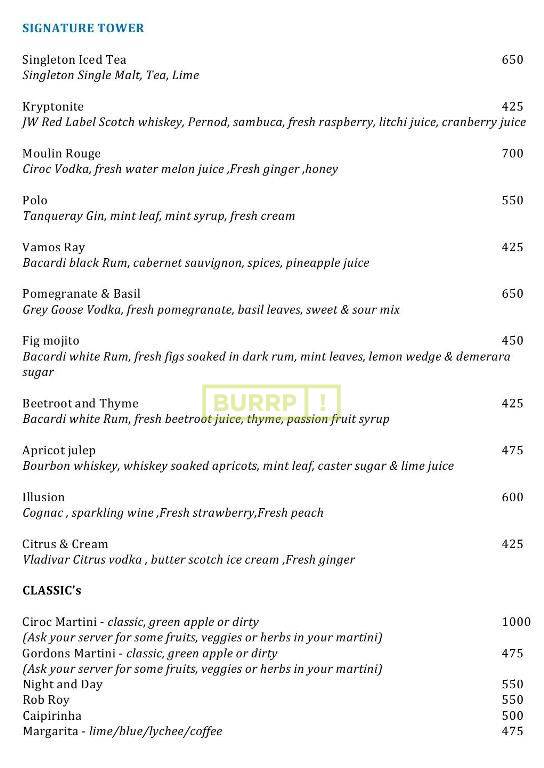 SIGNATURE TOWER
Singleton Iced Tea 650
Singleton Single Malt, Tea, Lime
Kryptonite 425
JW Red Label Scotch whiskey, Pernod, sambuca, fresh raspberry, litchi juice, cranberry juice
Moulin Rouge 700
Ciroc Vodka, fresh water melon juice ,Fresh ginger ,honey
Polo 550
Tanqueray Gin, mint leaf, mint syrup, fresh cream
Vamos Ray 425
Bacardi black Rum, cabernet sauvignon, spices, pineapple juice
Pomegranate & Basil 650
Grey Goose Vodka, fresh pomegranate, basil leaves, sweet & sour mix
Fig mojito 450
Bacardi white Rum, fresh figs soaked in dark rum, mint leaves, lemon wedge & demerara
sugar
BURRP !
Beetroot and Thyme 425
Bacardi white Rum, fresh beetroot juice, thyme, passion fruit syrup
Apricot julep 475
Bourbon whiskey, whiskey soaked apricots, mint leaf, caster sugar & lime juice
Illusion 600
Cognac , sparkling wine ,Fresh strawberry,Fresh peach
Citrus & Cream 425
Vladivar Citrus vodka , butter scotch ice cream ,Fresh ginger
CLASSIC's
Ciroc Martini - classic, green apple or dirty 1000
(Ask your server for some fruits, veggies or herbs in your martini)
Gordons Martini - classic, green apple or dirty 475
(Ask your server for some fruits, veggies or herbs in your martini)
Night and Day 550
Rob Roy 550
Caipirinha 500
Margarita - lime/blue/lychee/coffee 475